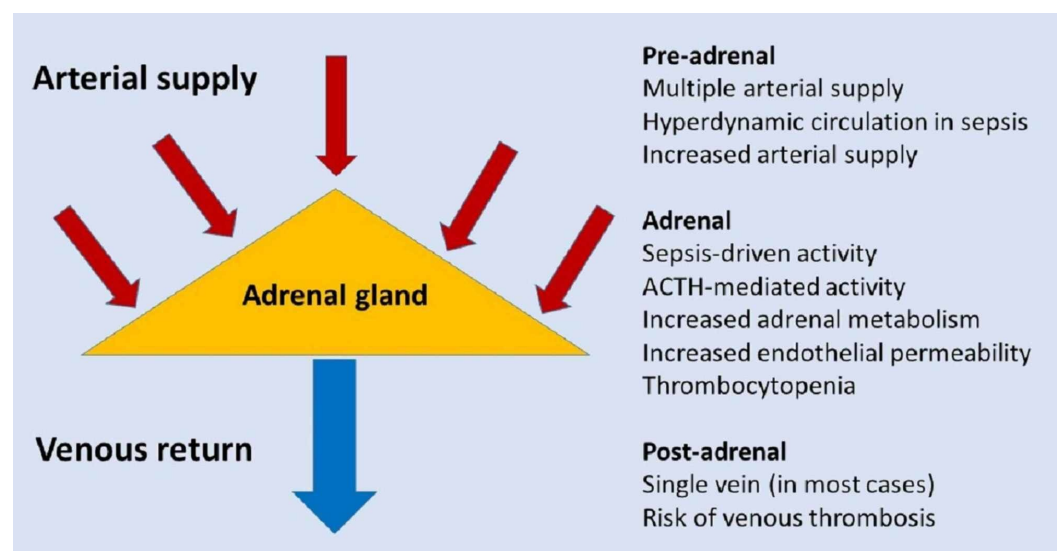 Arterial supply
Adrenal gland
Venous return
Pre-adrenal
Multiple arterial supply
Hyperdynamic circulation in sepsis
Increased arterial supply
Adrenal
Sepsis-driven activity
ACTH-mediated activity
Increased adrenal metabolism
Increased endothelial permeability
Thrombocytopenia
Post-adrenal
Single vein (in most cases)
Risk of venous thrombosis